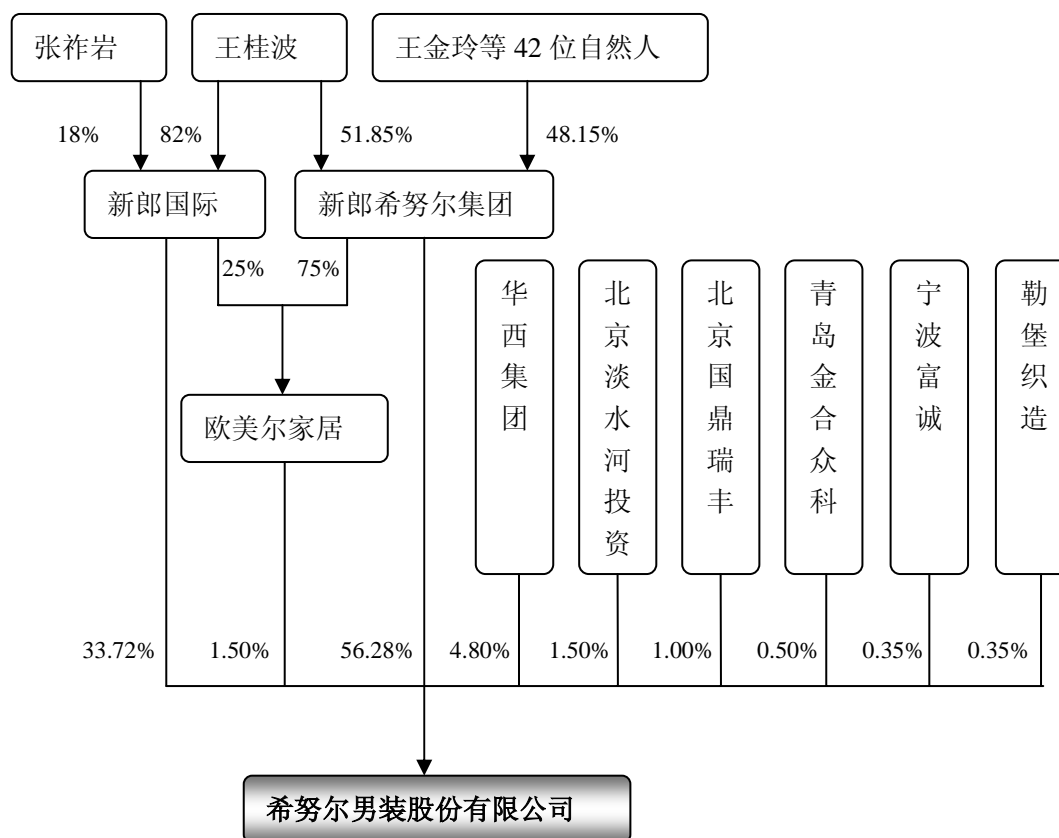 张祚岩
王桂波
王金玲等 42 位自然人
18%
82%
51.85%
48.15%
新郎国际
新郎希努尔集团
25%
75%
华西集团
北京淡水河投资
北京国鼎瑞丰
青岛金合众科
宁波富诚
勒堡织造
欧美尔家居
33.72%
1.50%
56.28%
4.80%
1.50%
1.00%
0.50%
0.35%
0.35%
希努尔男装股份有限公司